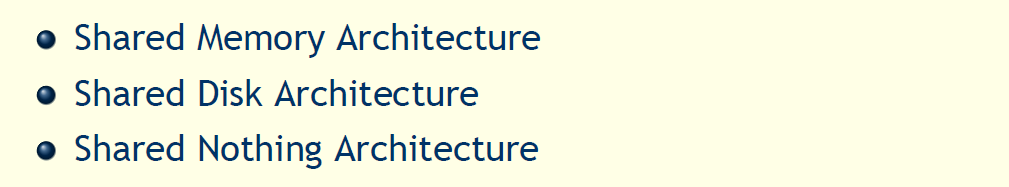 Shared Memory Architecture
Shared Disk Architecture
Shared Nothing Architecture